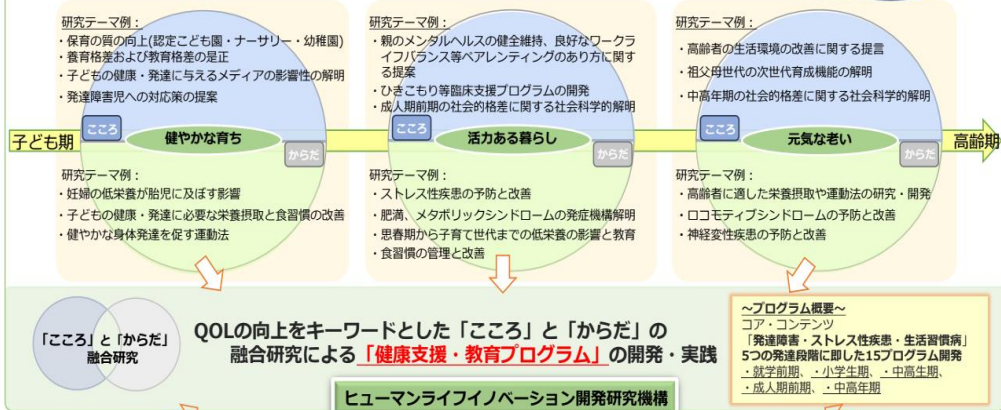 研究テーマ例：
・保育の質の向上(認定こども園・ナーサリー・幼稚園)
・養育格差および教育格差の是正
・子どもの健康・発達に与えるメディアの影響性の解明
・発達障害児への対応策の提案
研究テーマ例：
・親のメンタルヘルスの健全維持、良好なワークラ
イフバランス等ペアレンティングのあり方に関す
る提案
・ひきこもり等臨床支援プログラムの開発
・成人期前期の社会的格差に関する社会科学的解明
研究テーマ例：
・高齢者の生活環境の改善に関する提言
・祖父母世代の次世代育成機能の解明
・中高年期の社会的格差に関する社会科学的解明
子ども期
こころ
健やかな育ち
からだ
こころ
活力ある暮らし
からだ
こころ
元気な老い
からだ
高齢期
研究テーマ例：
・妊婦の低栄養が胎児に及ぼす影響
・子どもの健康・発達に必要な栄養摂取と食習慣の改善
・健やかな身体発達を促す運動法
研究テーマ例：
・ストレス性疾患の予防と改善
・肥満、メタボリックシンドロームの発症機構解明
・思春期から子育て世代までの低栄養の影響と教育
・食習慣の管理と改善
研究テーマ例：
・高齢者に適した栄養摂取や運動法の研究・開発
・ロコモティブシンドロームの予防と改善
・神経変性疾患の予防と改善
「こころ」と「からだ」
融合研究
QOLの向上をキーワードとした「こころ」と「からだ」の
融合研究による「健康支援・教育プログラム」の開発・実践
～プログラム概要～
コア・コンテンツ
「発達障害・ストレス性疾患・生活習慣病」
5つの発達段階に即した15プログラム開発
・就学前期、・小学生期、・中高生期、
・成人期前期、・中高年期
ヒューマンライフイノベーション開発研究機構